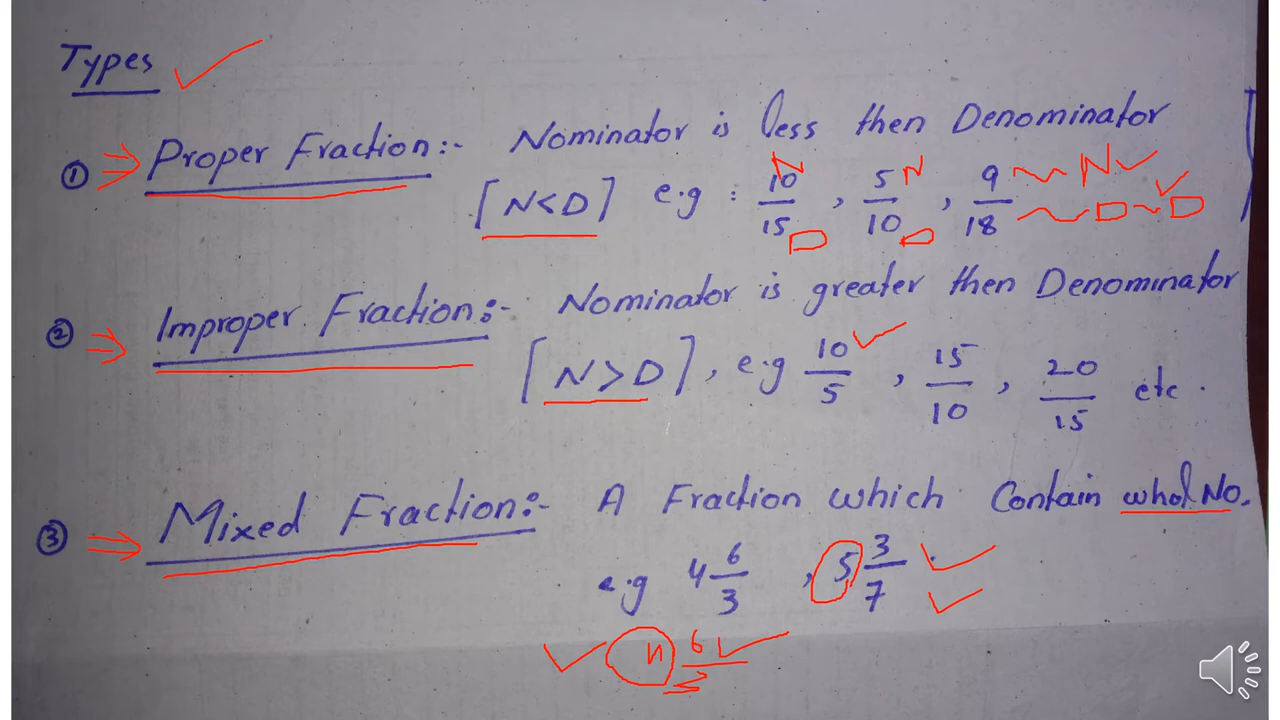 Types
① ⇒ Proper Fraction:- Nominator is less then Denominator
[N<D] e.g : 10/15, 5/10, 9/18 N
N N D D
D D
② ⇒ Improper Fraction:- Nominator is greater then Denominator
[N>D], e.g 10/5, 15/10, 20/15 etc.
③ ⇒ Mixed Fraction:- A Fraction which Contain whol No.
e.g 4 6/3, 5 3/7
6